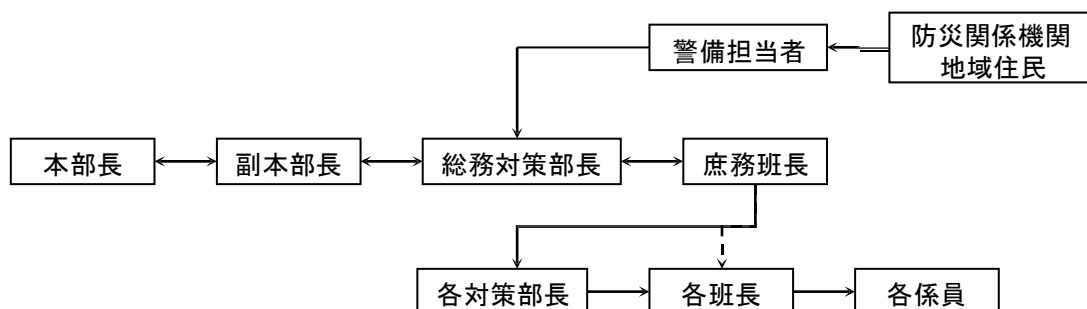 警備担当者
防災関係機関
地域住民
本部長
副本部長
総務対策部長
庶務班長
各対策部長
各班長
各係員